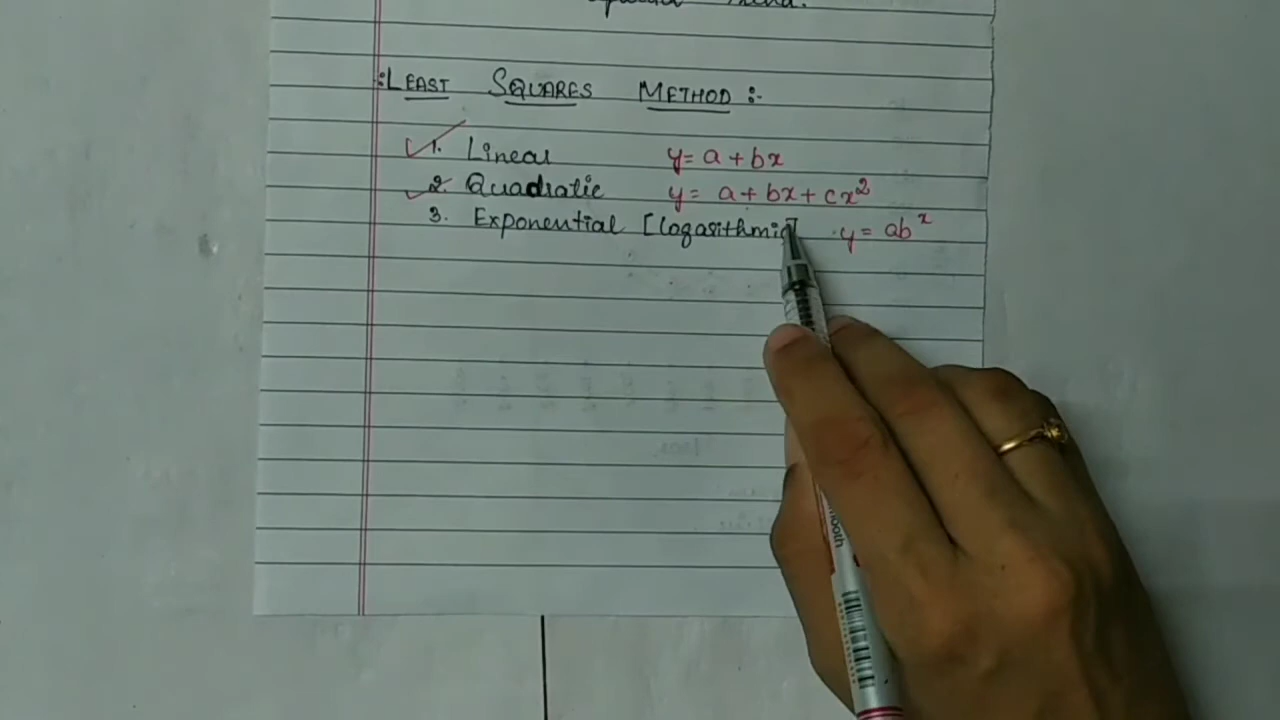 :LEAST SQUARES METHOD :-
1. Linear y = a + bx
2. Quadratic y = a + bx + cx²
3. Exponential [logarithmic] y = abˣ